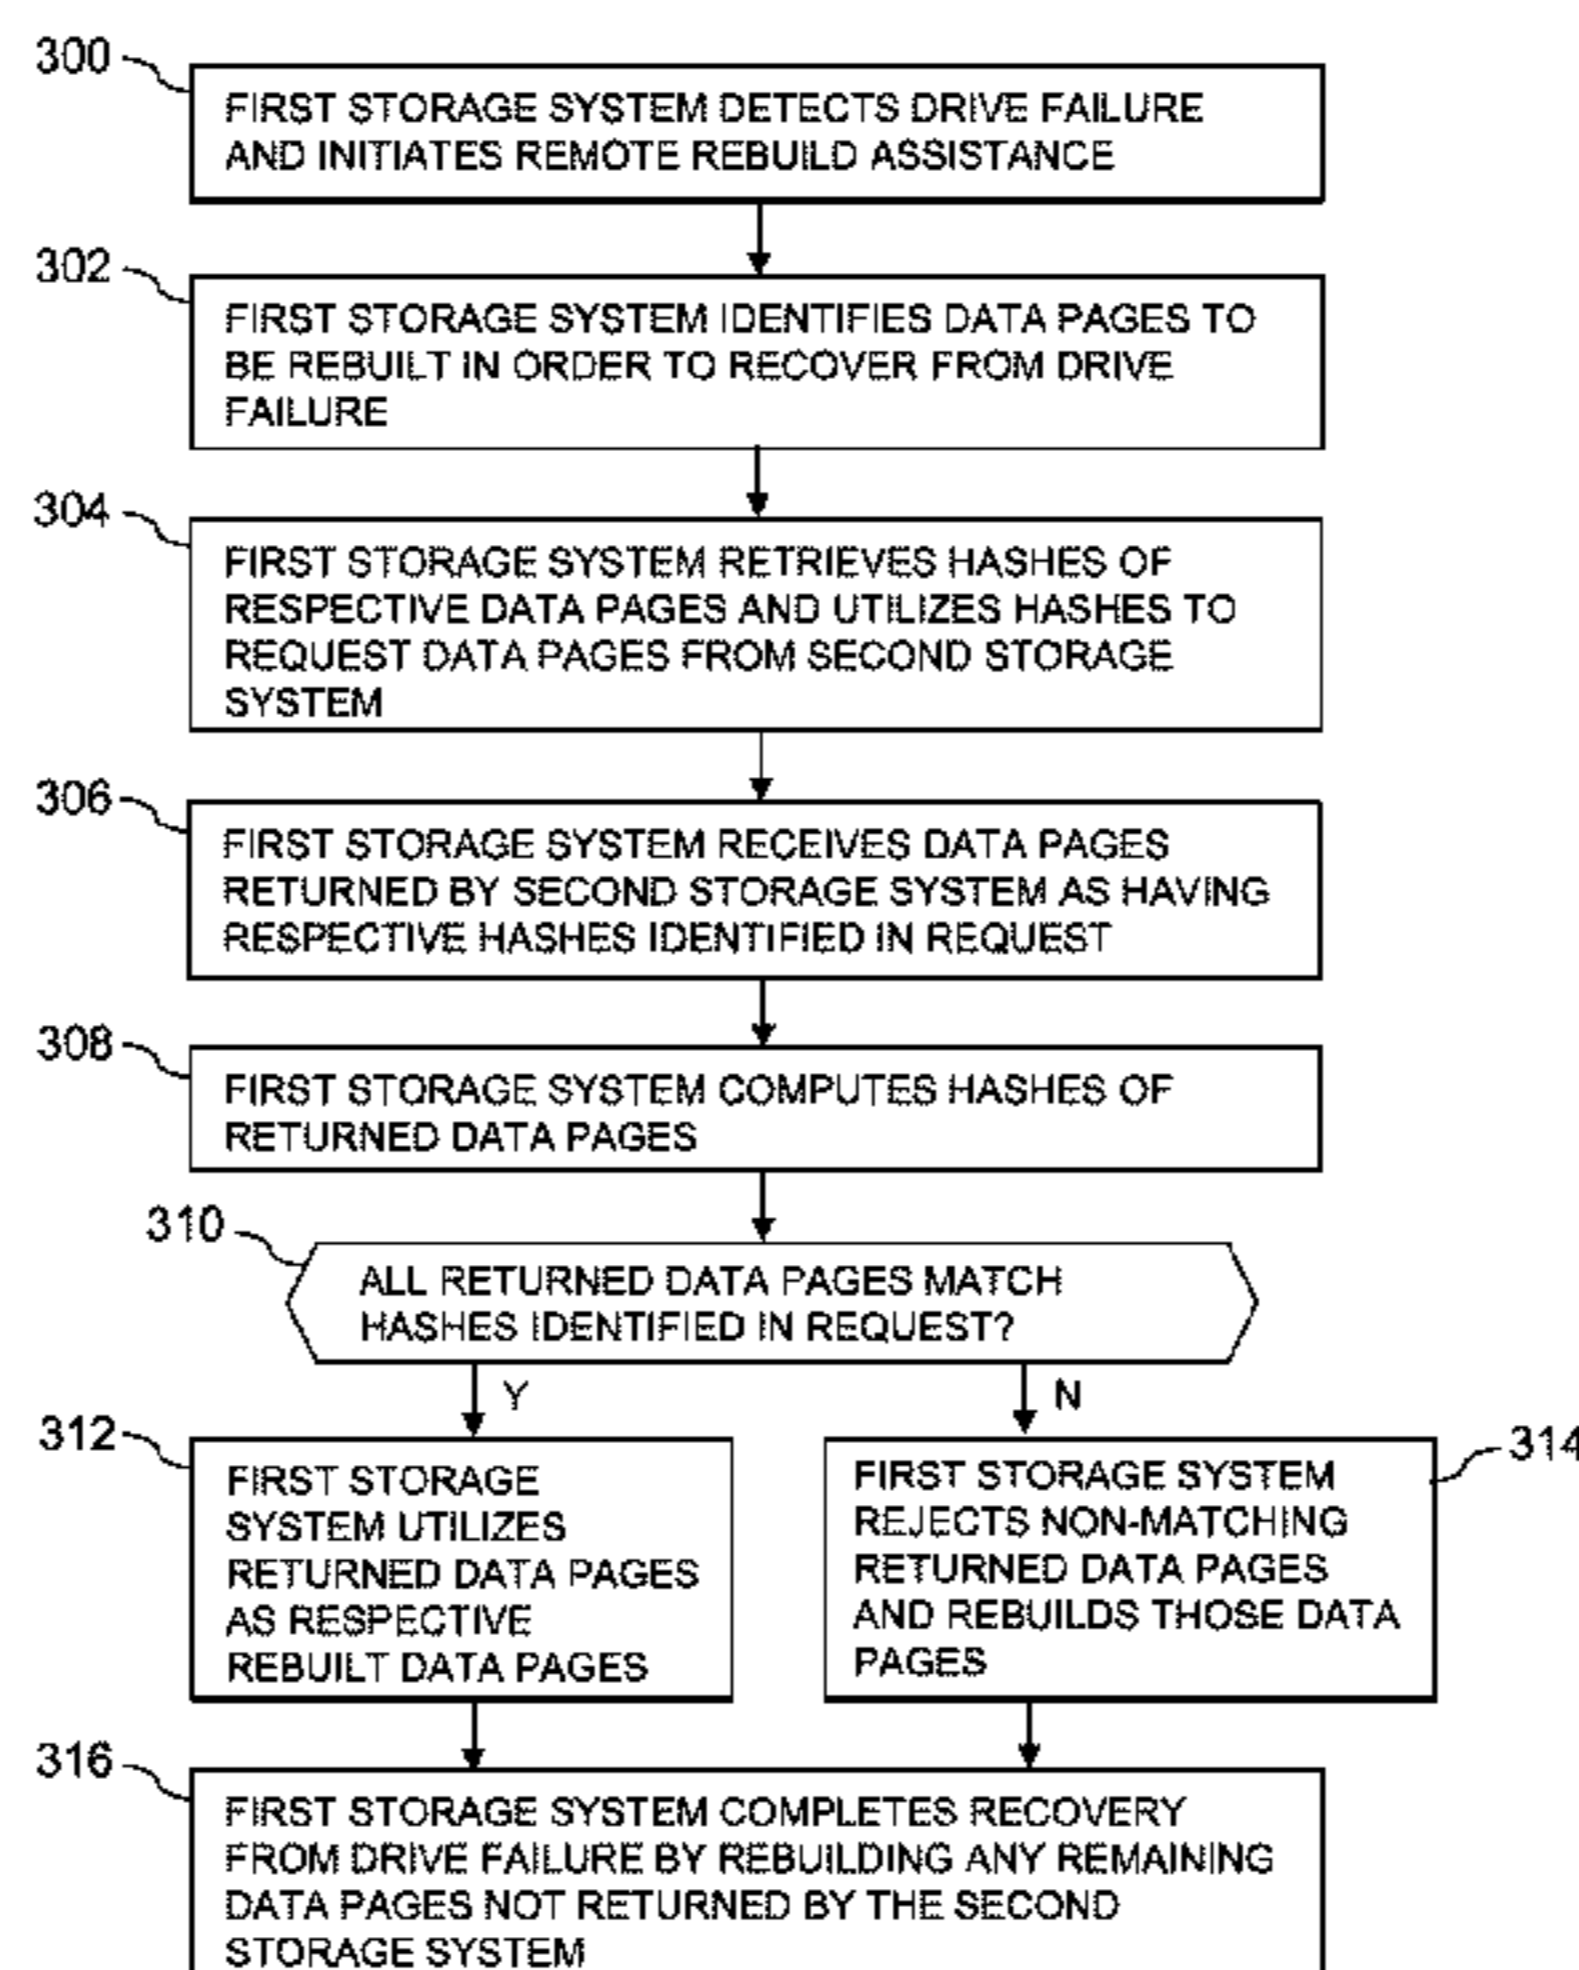 300
FIRST STORAGE SYSTEM DETECTS DRIVE FAILURE
AND INITIATES REMOTE REBUILD ASSISTANCE
302
FIRST STORAGE SYSTEM IDENTIFIES DATA PAGES TO
BE REBUILT IN ORDER TO RECOVER FROM DRIVE
FAILURE
304
FIRST STORAGE SYSTEM RETRIEVES HASHES OF
RESPECTIVE DATA PAGES AND UTILIZES HASHES TO
REQUEST DATA PAGES FROM SECOND STORAGE
SYSTEM
306
FIRST STORAGE SYSTEM RECEIVES DATA PAGES
RETURNED BY SECOND STORAGE SYSTEM AS HAVING
RESPECTIVE HASHES IDENTIFIED IN REQUEST
308
FIRST STORAGE SYSTEM COMPUTES HASHES OF
RETURNED DATA PAGES
310
ALL RETURNED DATA PAGES MATCH
HASHES IDENTIFIED IN REQUEST?
Y
N
312
FIRST STORAGE
SYSTEM UTILIZES
RETURNED DATA PAGES
AS RESPECTIVE
REBUILT DATA PAGES
314
FIRST STORAGE SYSTEM
REJECTS NON-MATCHING
RETURNED DATA PAGES
AND REBUILDS THOSE DATA
PAGES
316
FIRST STORAGE SYSTEM COMPLETES RECOVERY
FROM DRIVE FAILURE BY REBUILDING ANY REMAINING
DATA PAGES NOT RETURNED BY THE SECOND
STORAGE SYSTEM